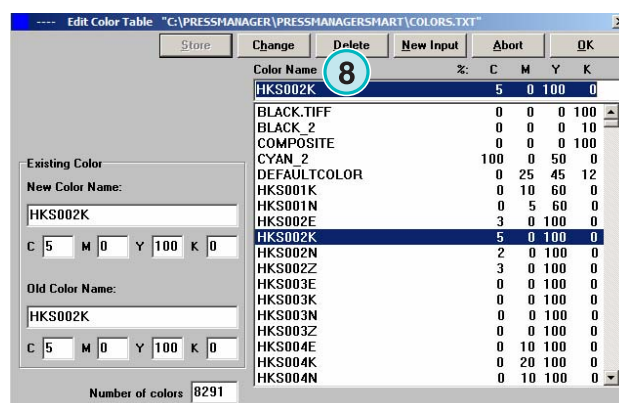 ---- Edit Color Table "C:\PRESSMANAGER\PRESSMANAGERSMART\COLORS.TXT"
Store Change Delete New Input Abort OK
Color Name 8 %: C M Y K
HKS002K 5 0 100 0
BLACK.TIFF 0 0 0 100
BLACK_2 0 0 0 10
COMPOSITE 0 0 0 100
CYAN_2 100 0 50 0
DEFAULTCOLOR 0 25 45 12
HKS001K 0 10 60 0
HKS001N 0 5 60 0
HKS002E 3 0 100 0
HKS002K 5 0 100 0
HKS002N 2 0 100 0
HKS002Z 3 0 100 0
HKS003E 0 0 100 0
HKS003K 0 0 100 0
HKS003N 0 0 100 0
HKS003Z 0 0 100 0
HKS004E 0 10 100 0
HKS004K 0 20 100 0
HKS004N 0 10 100 0
Existing Color
New Color Name:
HKS002K
C 5 M 0 Y 100 K 0
Old Color Name:
HKS002K
C 5 M 0 Y 100 K 0
Number of colors 8291